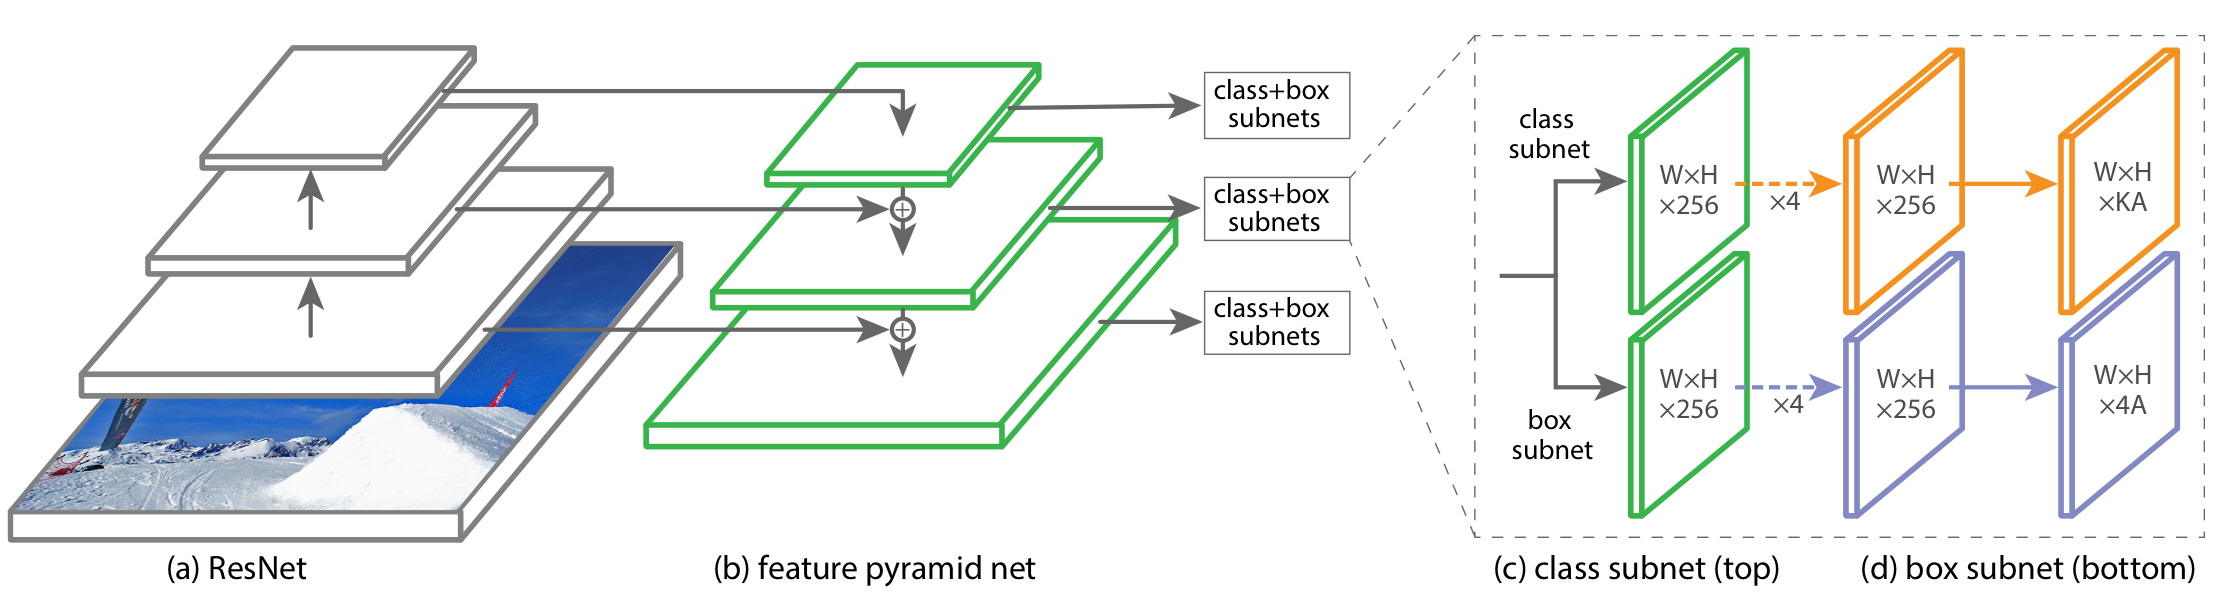 class+box
subnets
class+box
subnets
class+box
subnets
class
subnet
W×H
×256
×4
W×H
×256
W×H
×KA
box
subnet
W×H
×256
×4
W×H
×256
W×H
×4A
(a) ResNet
(b) feature pyramid net
(c) class subnet (top)
(d) box subnet (bottom)